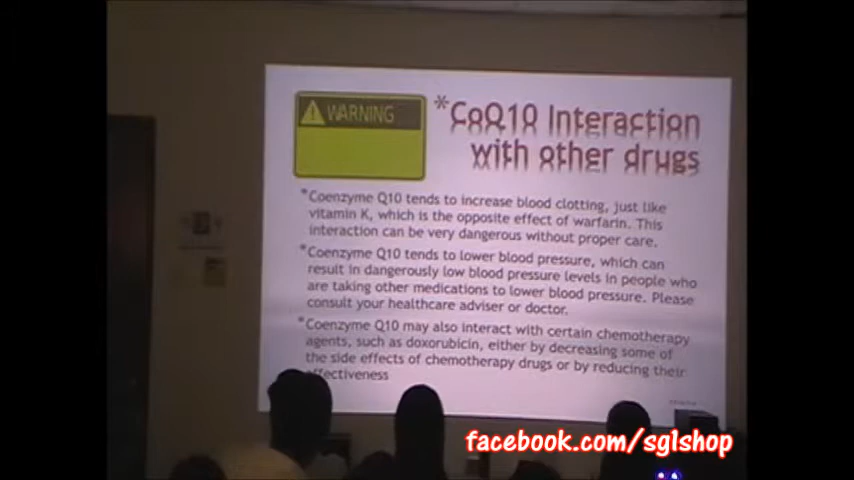 WARNING
*CoQ10 Interaction
with other drugs
*Coenzyme Q10 tends to increase blood clotting, just like
vitamin K, which is the opposite effect of warfarin. This
interaction can be very dangerous without proper care.
*Coenzyme Q10 tends to lower blood pressure, which can
result in dangerously low blood pressure levels in people who
are taking other medications to lower blood pressure. Please
consult your healthcare adviser or doctor.
*Coenzyme Q10 may also interact with certain chemotherapy
agents, such as doxorubicin, either by decreasing some of
the side effects of chemotherapy drugs or by reducing their
effectiveness
facebook.com/sg1shop